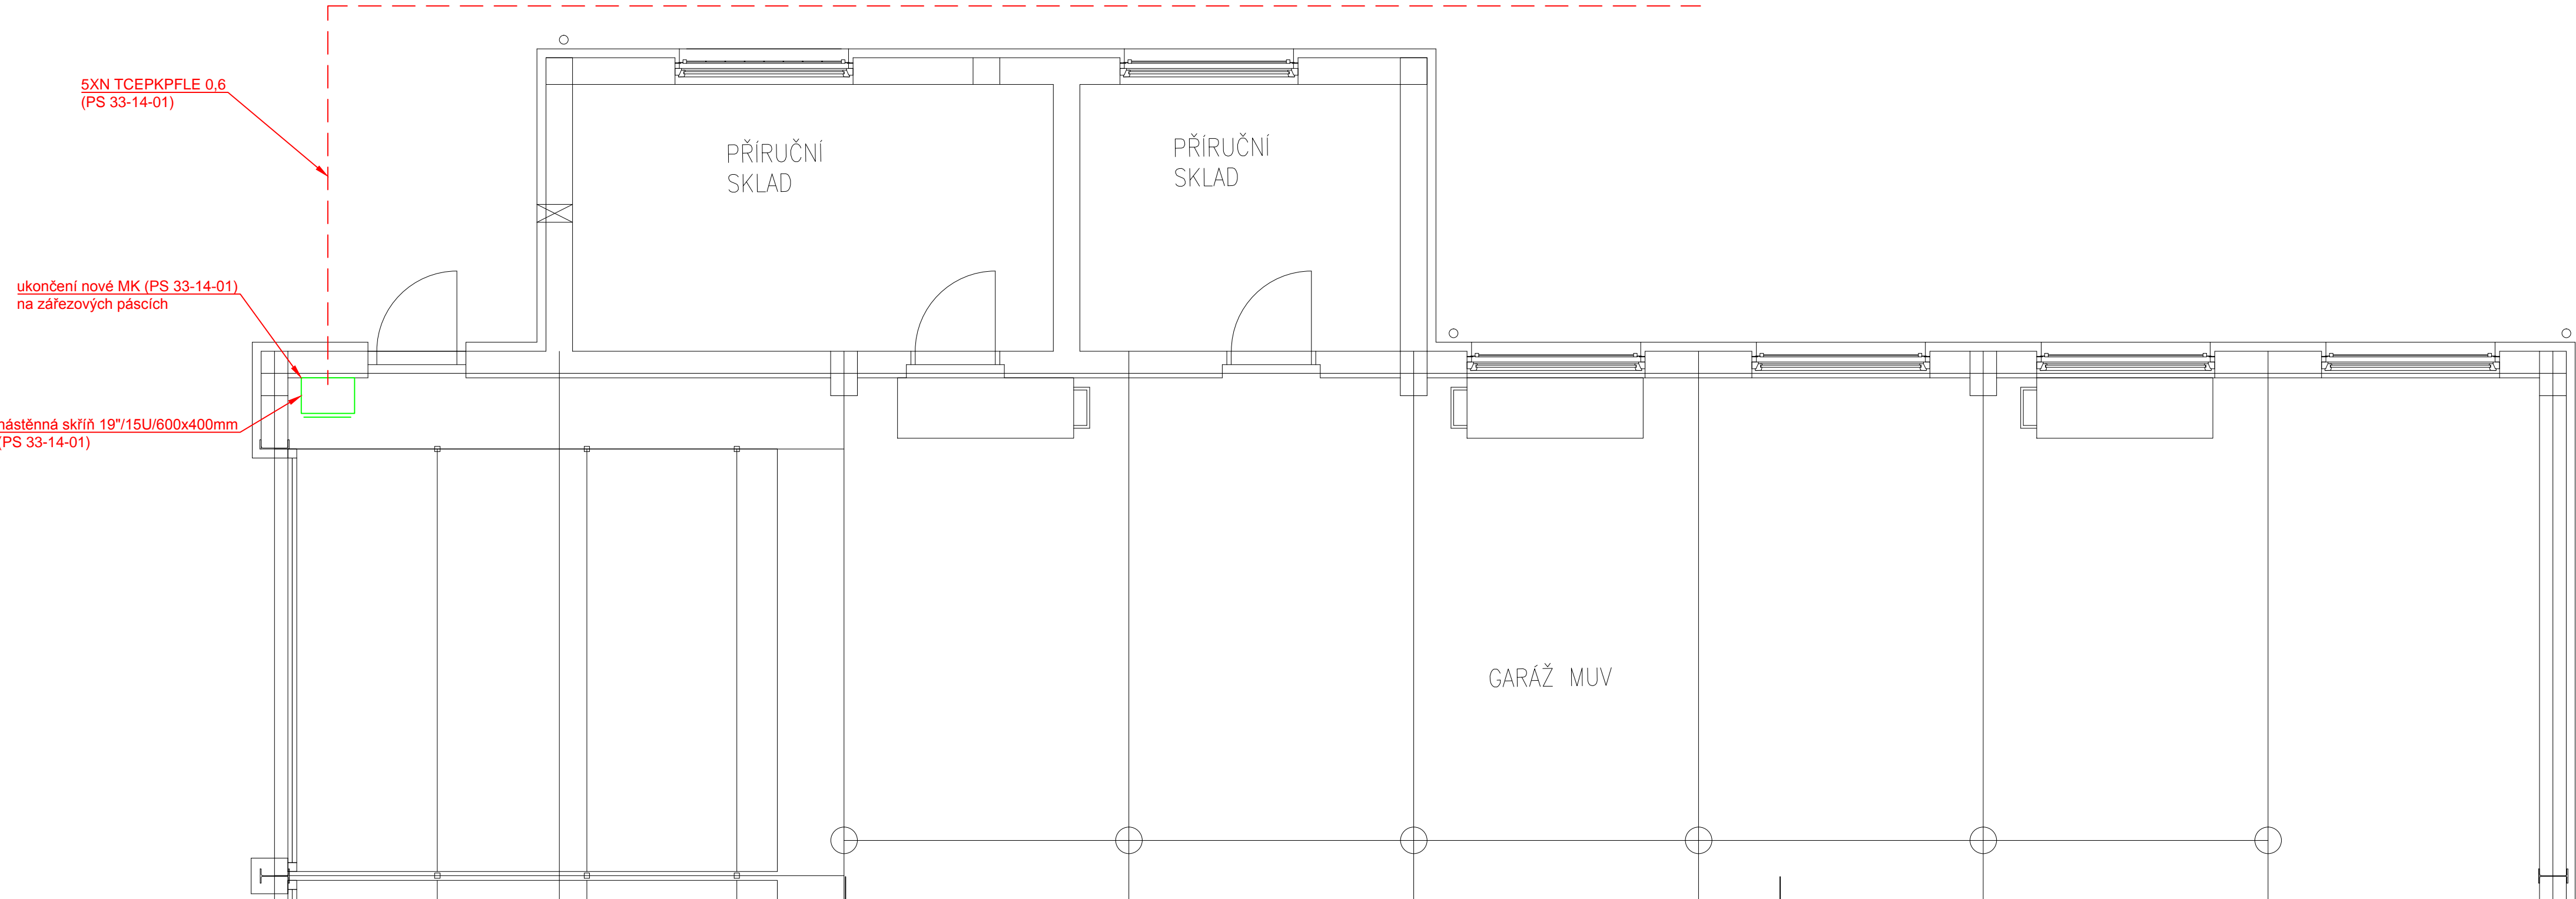 5XN TCEPKPFLE 0,6
(PS 33-14-01)
PŘÍRUČNÍ
SKLAD
PŘÍRUČNÍ
SKLAD
ukončení nové MK (PS 33-14-01)
na zářezových páscích
nástěnná skříň 19"/15U/600x400mm
(PS 33-14-01)
GARÁŽ MUV